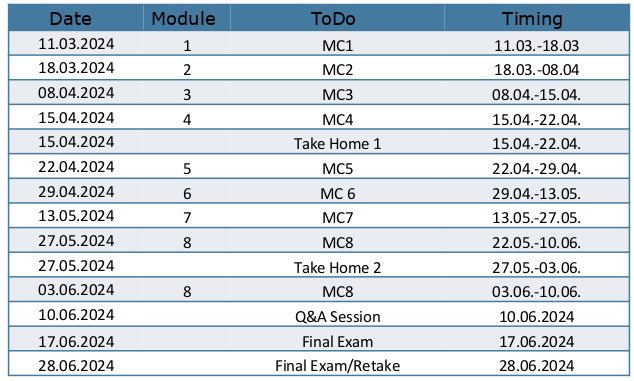 Date Module ToDo Timing
11.03.2024 1 MC1 11.03.-18.03
18.03.2024 2 MC2 18.03.-08.04
08.04.2024 3 MC3 08.04.-15.04.
15.04.2024 4 MC4 15.04.-22.04.
15.04.2024 Take Home 1 15.04.-22.04.
22.04.2024 5 MC5 22.04.-29.04.
29.04.2024 6 MC 6 29.04.-13.05.
13.05.2024 7 MC7 13.05.-27.05.
27.05.2024 8 MC8 22.05.-10.06.
27.05.2024 Take Home 2 27.05.-03.06.
03.06.2024 8 MC8 03.06.-10.06.
10.06.2024 Q&A Session 10.06.2024
17.06.2024 Final Exam 17.06.2024
28.06.2024 Final Exam/Retake 28.06.2024